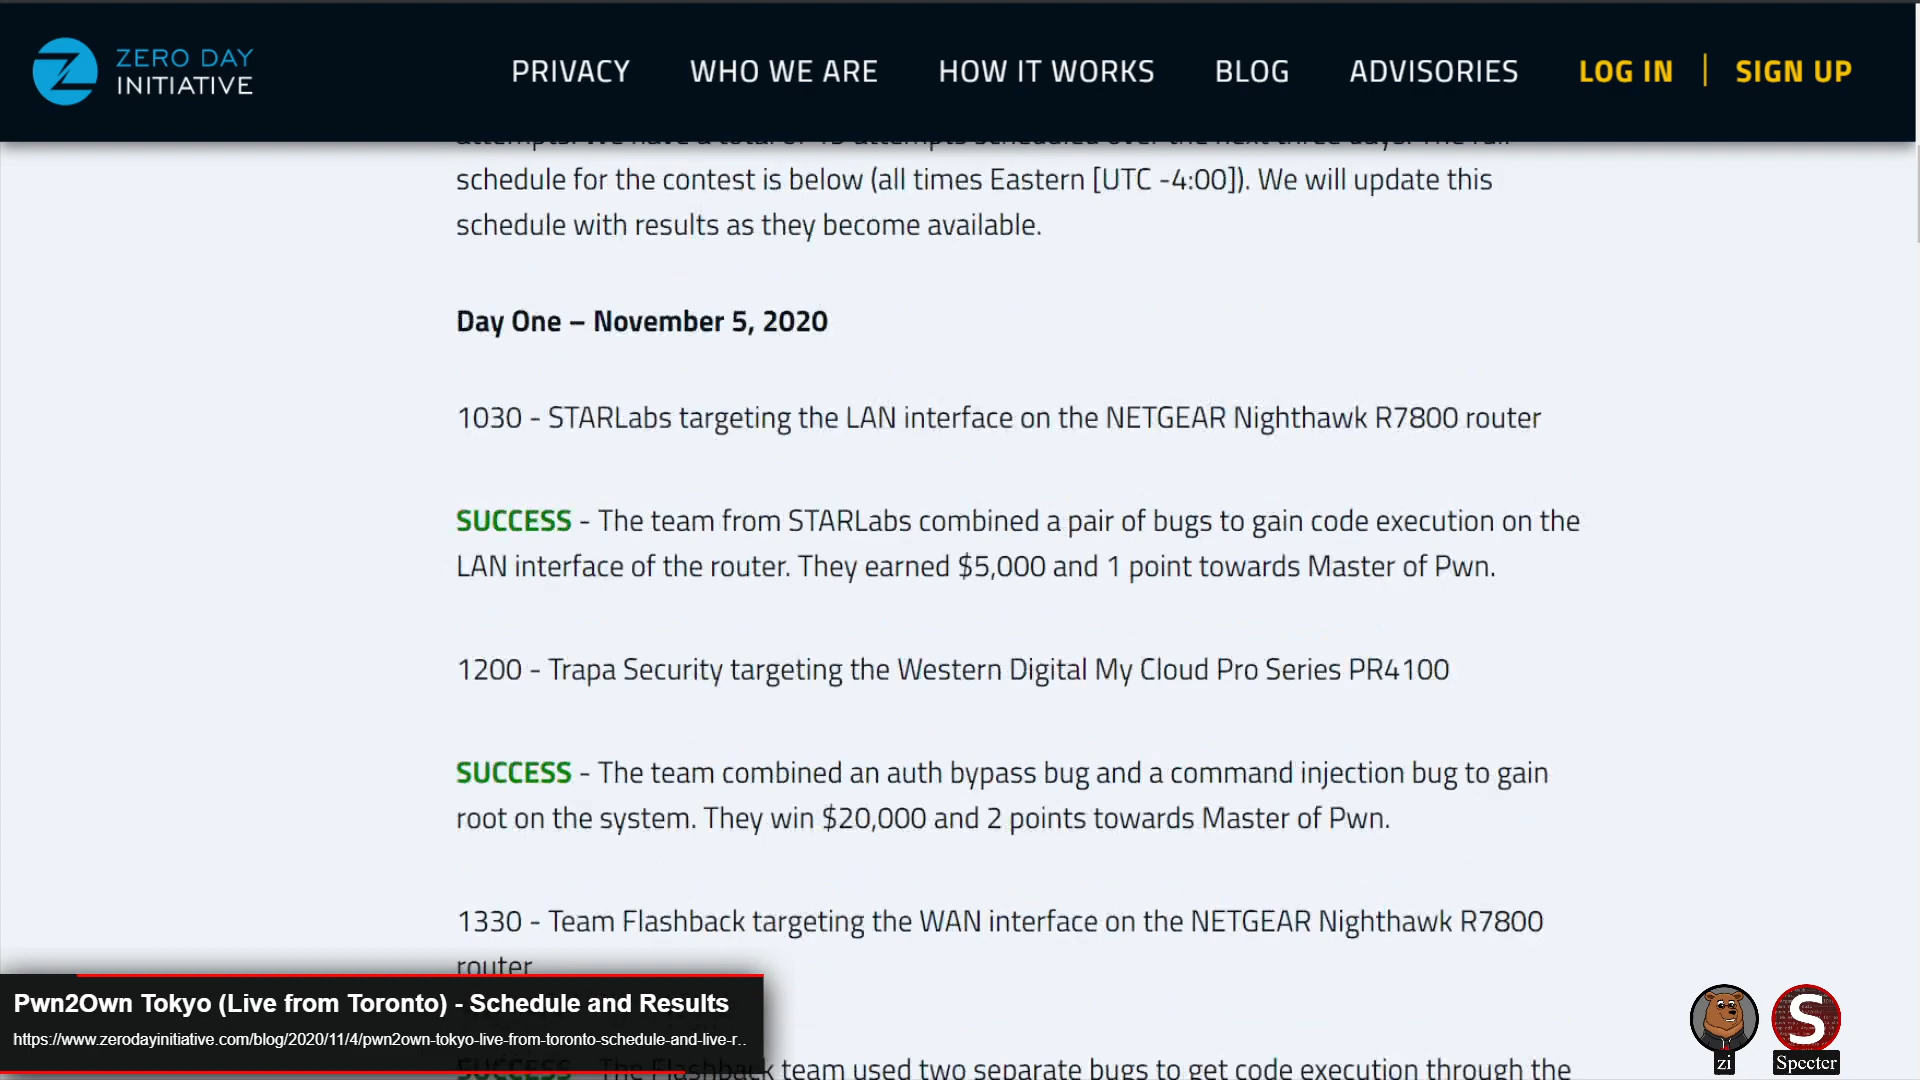 ZERO DAY
INITIATIVE
PRIVACY
WHO WE ARE
HOW IT WORKS
BLOG
ADVISORIES
LOG IN | SIGN UP
schedule for the contest is below (all times Eastern [UTC -4:00]). We will update this
schedule with results as they become available.
Day One – November 5, 2020
1030 - STARLabs targeting the LAN interface on the NETGEAR Nighthawk R7800 router
SUCCESS - The team from STARLabs combined a pair of bugs to gain code execution on the
LAN interface of the router. They earned $5,000 and 1 point towards Master of Pwn.
1200 - Trapa Security targeting the Western Digital My Cloud Pro Series PR4100
SUCCESS - The team combined an auth bypass bug and a command injection bug to gain
root on the system. They win $20,000 and 2 points towards Master of Pwn.
1330 - Team Flashback targeting the WAN interface on the NETGEAR Nighthawk R7800
router
SUCCESS - The Flashback team used two separate bugs to get code execution through the
Pwn2Own Tokyo (Live from Toronto) - Schedule and Results
https://www.zerodayinitiative.com/blog/2020/11/4/pwn2own-tokyo-live-from-toronto-schedule-and-live-r..
zi
S
Specter